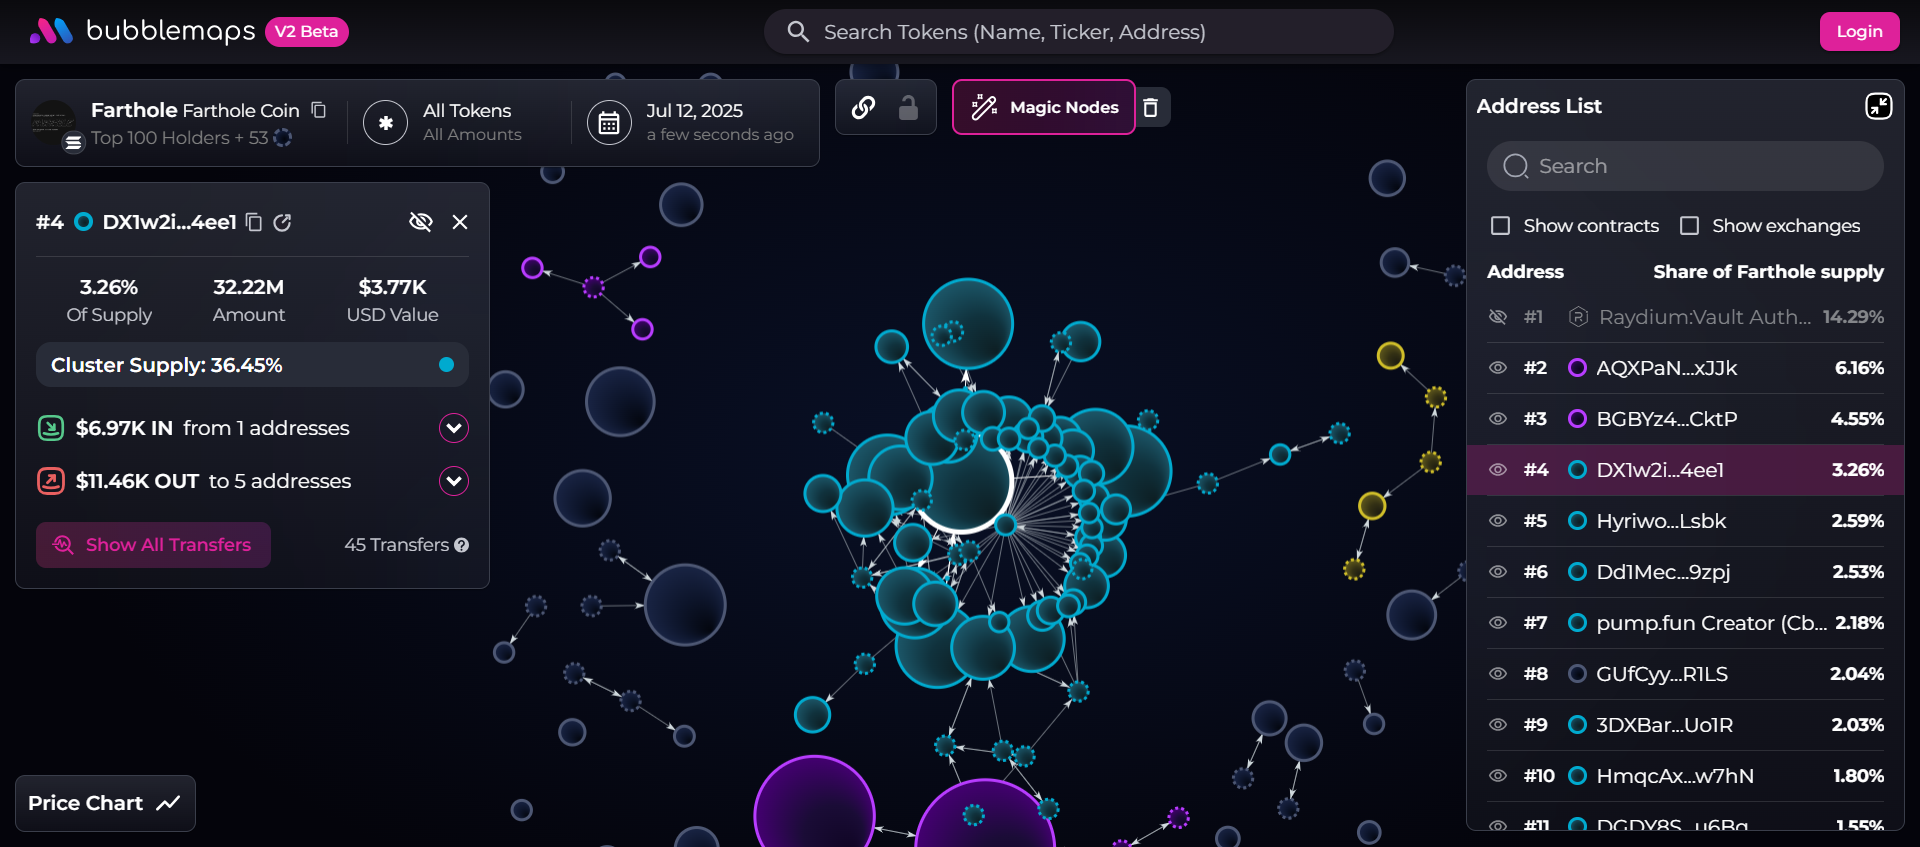 bubblemaps V2 Beta
Search Tokens (Name, Ticker, Address)
Login
Farthole Farthole Coin
Top 100 Holders + 53
All Tokens
All Amounts
Jul 12, 2025
a few seconds ago
Magic Nodes
#4 DX1w2i...4ee1
3.26% 32.22M $3.77K
Of Supply Amount USD Value
Cluster Supply: 36.45%
$6.97K IN from 1 addresses
$11.46K OUT to 5 addresses
Show All Transfers 45 Transfers ?
Price Chart
Address List
Search
Show contracts Show exchanges
Address Share of Farthole supply
#1 Raydium:Vault Auth... 14.29%
#2 AQXPaN...xJJk 6.16%
#3 BGBYz4...CktP 4.55%
#4 DX1w2i...4ee1 3.26%
#5 Hyriwo...Lsbk 2.59%
#6 Dd1Mec...9zpj 2.53%
#7 pump.fun Creator (Cb... 2.18%
#8 GUfCyy...R1LS 2.04%
#9 3DXBar...Uo1R 2.03%
#10 HmqcAx...w7hN 1.80%
#11 DGDY8S...u6Bg 1.55%